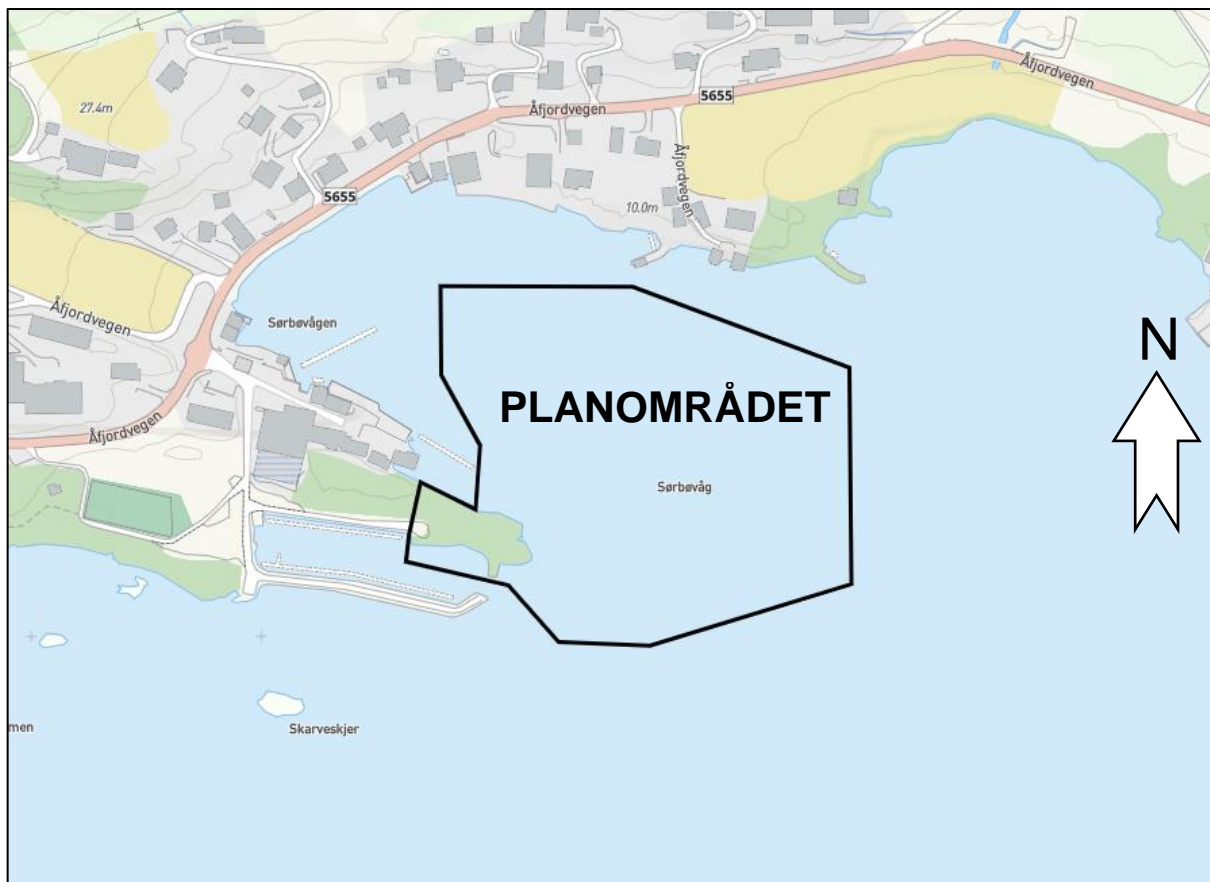 Åfjordvegen
5655
27.4m
Åfjordvegen
Åfjordvegen
5655
10.0m
Åfjordvegen
Sørbøvågen
N
PLANOMRÅDET
Åfjordvegen
Sørbøvåg
men
Skarveskjer